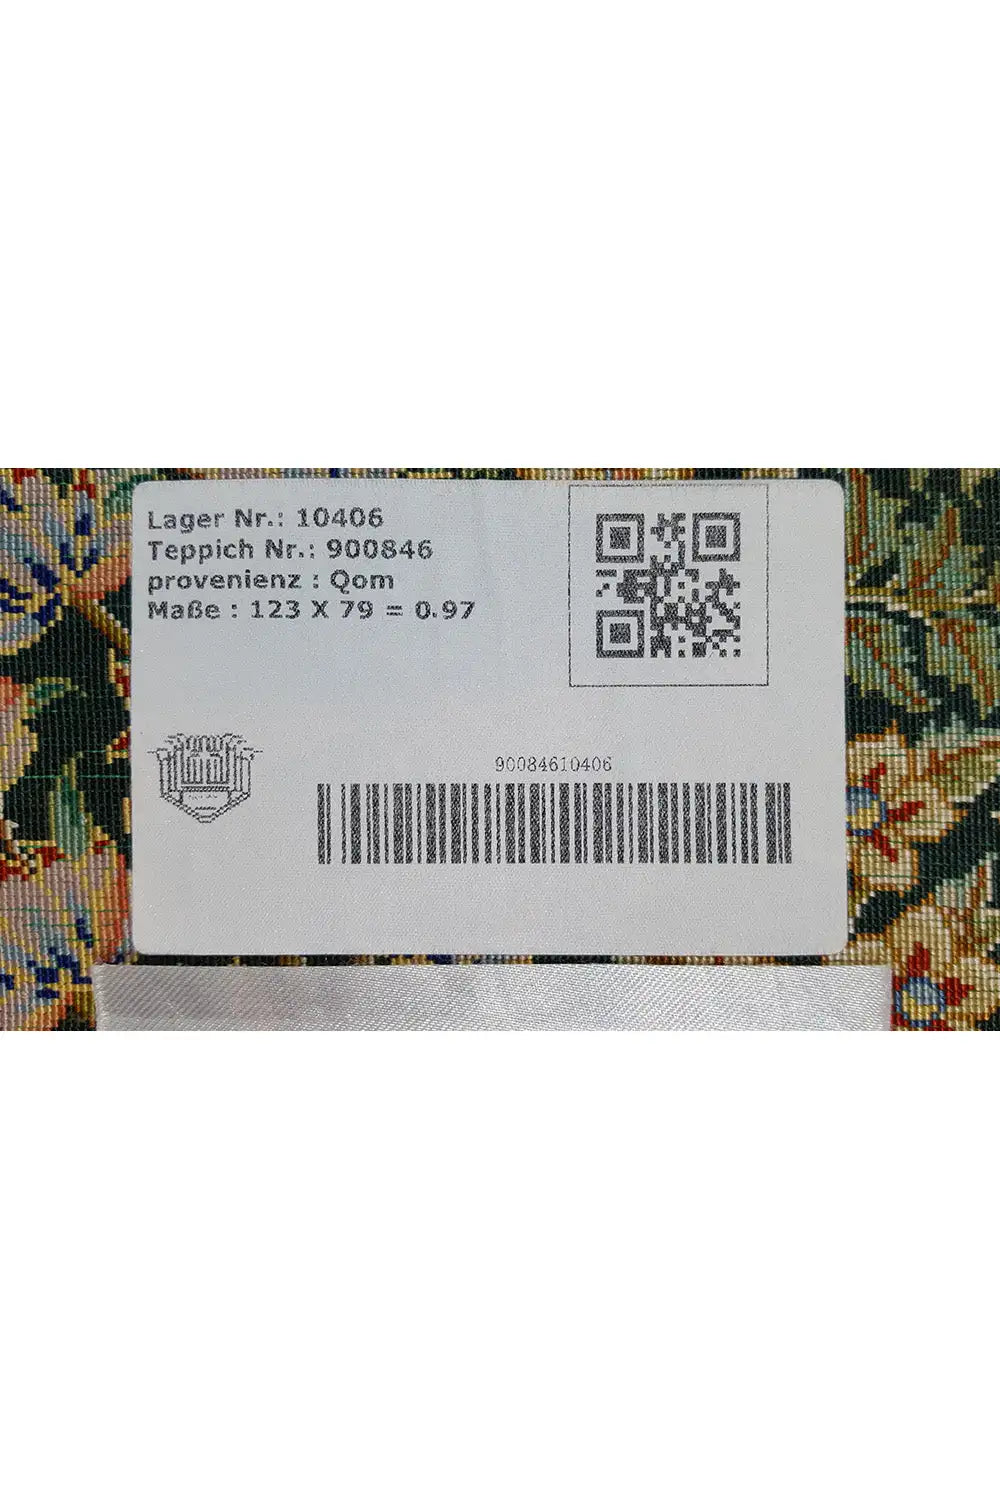 Lager Nr.: 10406
Teppich Nr.: 900846
provenienz : Qom
Maße : 123 X 79 = 0.97
90084610406